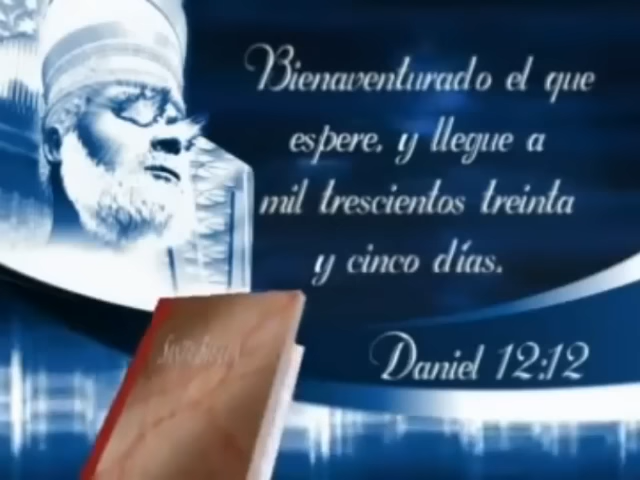 Bienaventurado el que
espere, y llegue a
mil trescientos treinta
y cinco días.
Daniel 12:12